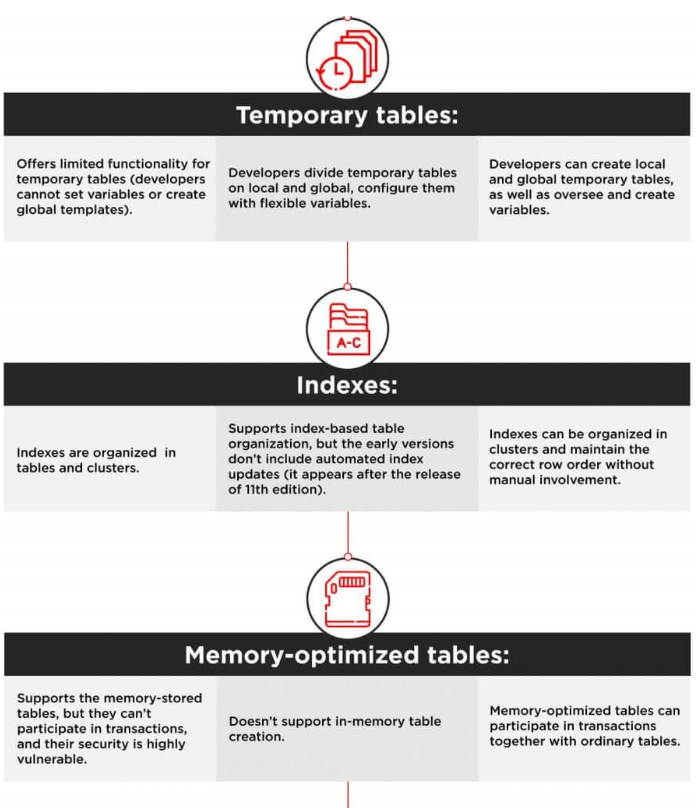 Temporary tables:
Offers limited functionality for
temporary tables (developers
cannot set variables or create
global templates).
Developers divide temporary tables
on local and global, configure them
with flexible variables.
Developers can create local
and global temporary tables,
as well as oversee and create
variables.
A-C
Indexes:
Indexes are organized in
tables and clusters.
Supports index-based table
organization, but the early versions
don't include automated index
updates (it appears after the release
of 11th edition).
Indexes can be organized in
clusters and maintain the
correct row order without
manual involvement.
Memory-optimized tables:
Supports the memory-stored
tables, but they can't
participate in transactions,
and their security is highly
vulnerable.
Doesn't support in-memory table
creation.
Memory-optimized tables can
participate in transactions
together with ordinary tables.